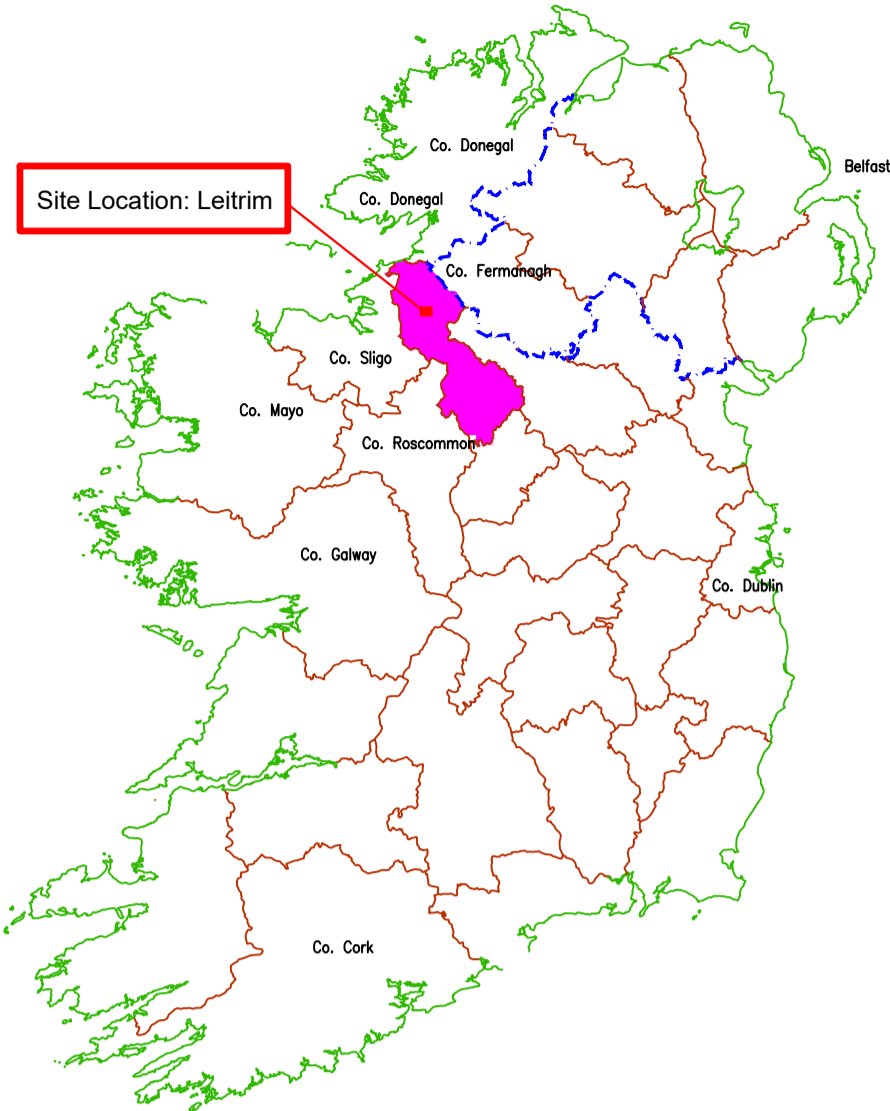 Co. Donegal
Belfast
Site Location: Leitrim
Co. Donegal
Co. Fermanagh
Co. Sligo
Co. Mayo
Co. Roscommon
Co. Galway
Co. Dublin
Co. Cork